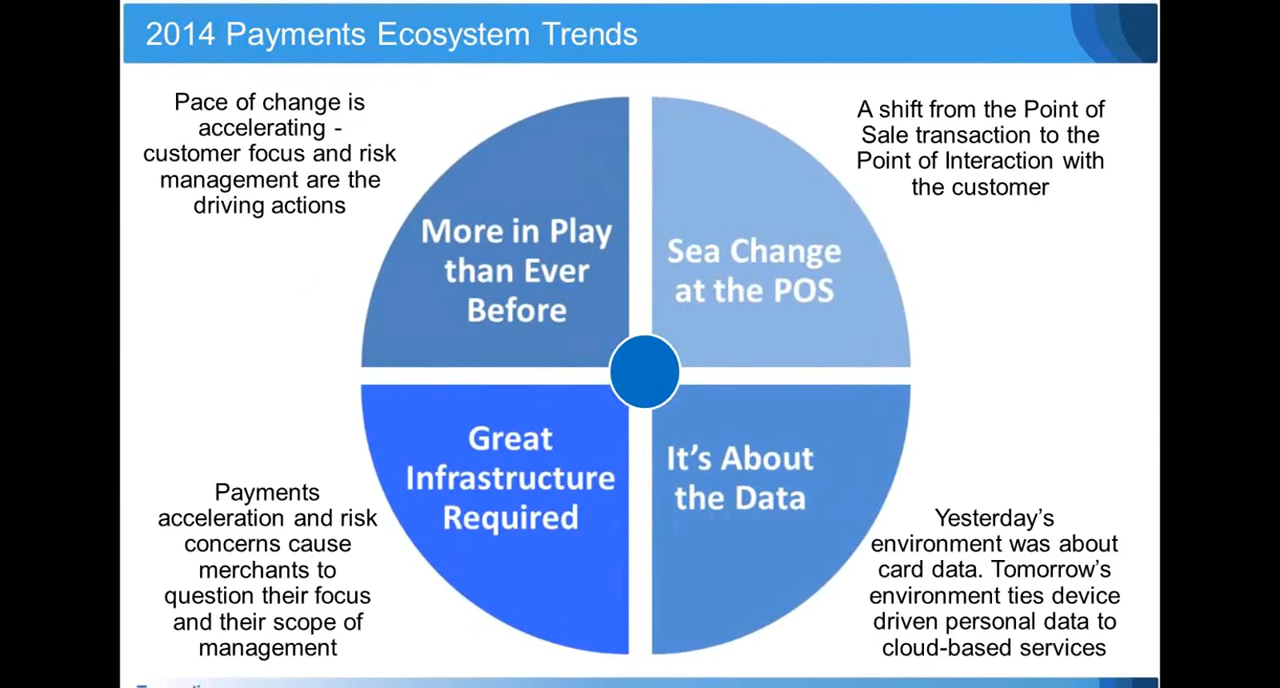 2014 Payments Ecosystem Trends
Pace of change is
accelerating -
customer focus and risk
management are the
driving actions
A shift from the Point of
Sale transaction to the
Point of Interaction with
the customer
More in Play
than Ever
Before
Sea Change
at the POS
Great
Infrastructure
Required
It’s About
the Data
Payments
acceleration and risk
concerns cause
merchants to
question their focus
and their scope of
management
Yesterday’s
environment was about
card data. Tomorrow’s
environment ties device
driven personal data to
cloud-based services